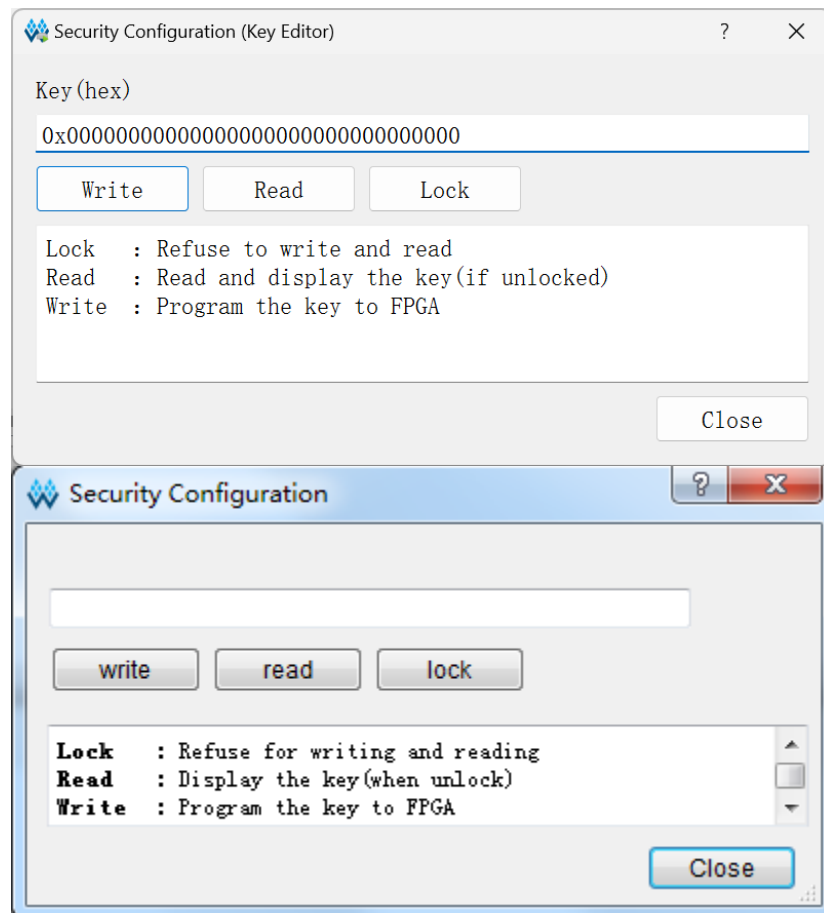 Security Configuration (Key Editor) ?
Key(hex)
0x00000000000000000000000000000000
Write Read Lock
Lock : Refuse to write and read
Read : Read and display the key(if unlocked)
Write : Program the key to FPGA
Close
Security Configuration ?
write read lock
Lock : Refuse for writing and reading
Read : Display the key(when unlock)
Write : Program the key to FPGA
Close